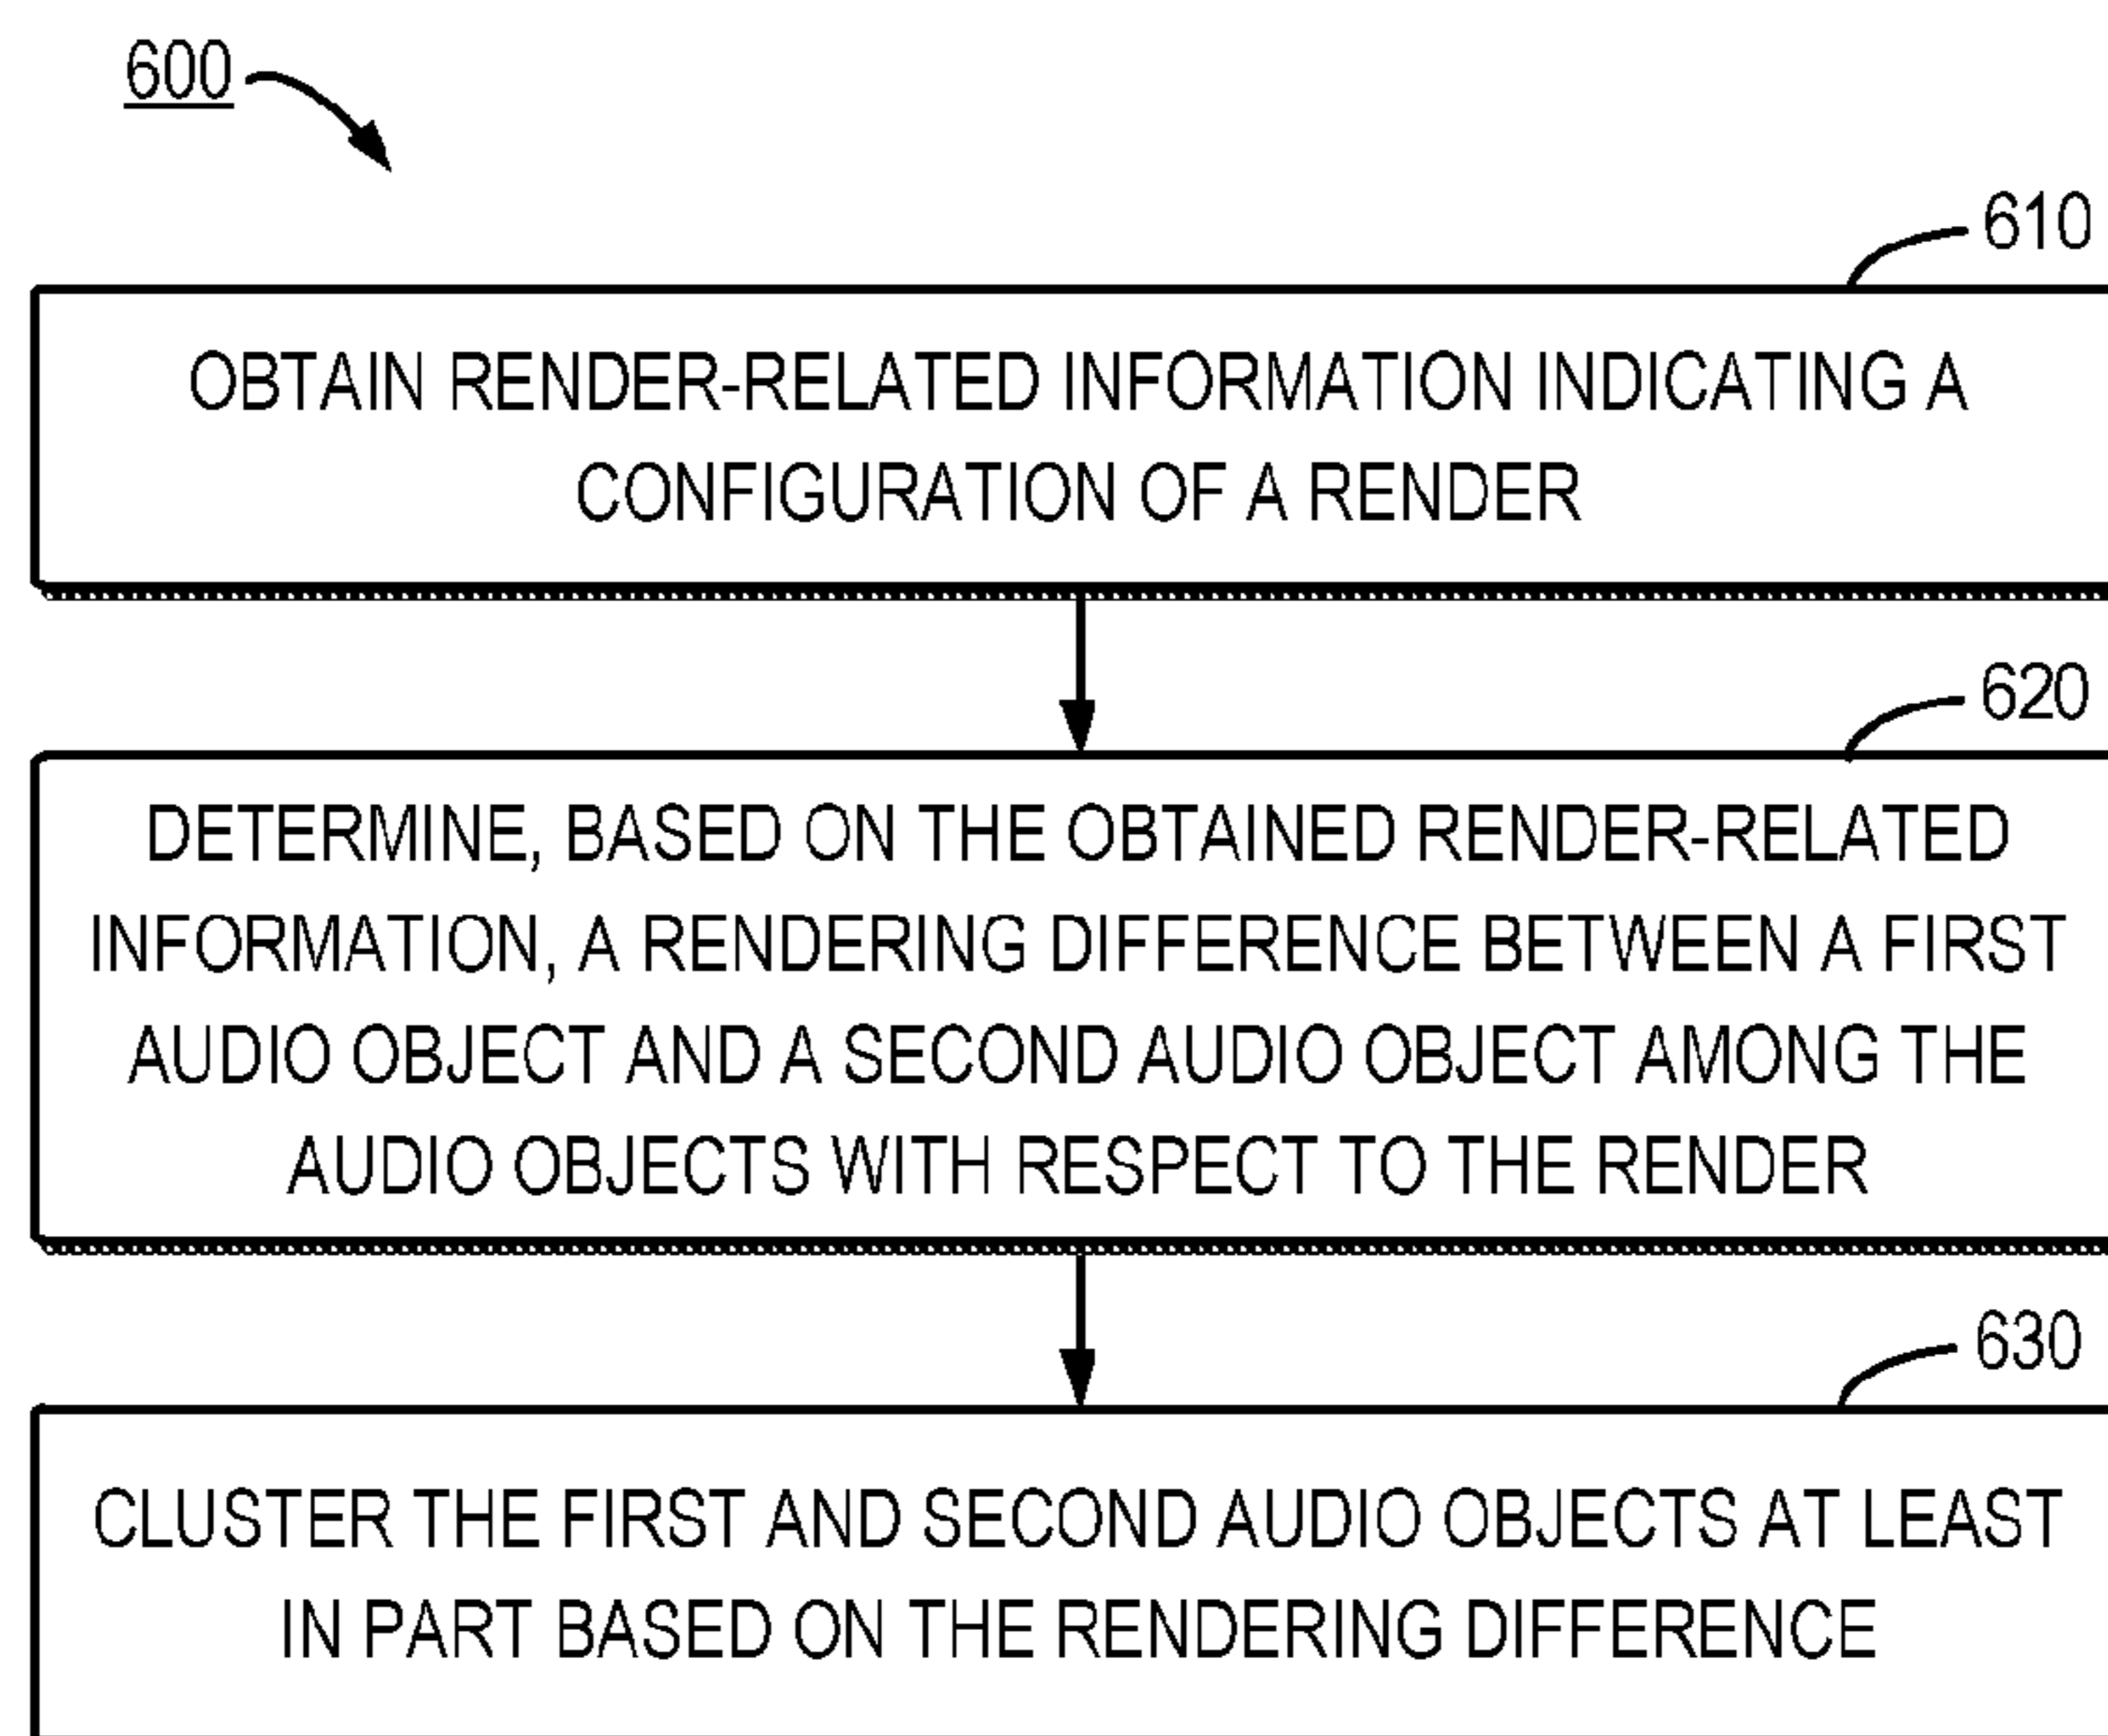 600
610
OBTAIN RENDER-RELATED INFORMATION INDICATING A
CONFIGURATION OF A RENDER
620
DETERMINE, BASED ON THE OBTAINED RENDER-RELATED
INFORMATION, A RENDERING DIFFERENCE BETWEEN A FIRST
AUDIO OBJECT AND A SECOND AUDIO OBJECT AMONG THE
AUDIO OBJECTS WITH RESPECT TO THE RENDER
630
CLUSTER THE FIRST AND SECOND AUDIO OBJECTS AT LEAST
IN PART BASED ON THE RENDERING DIFFERENCE